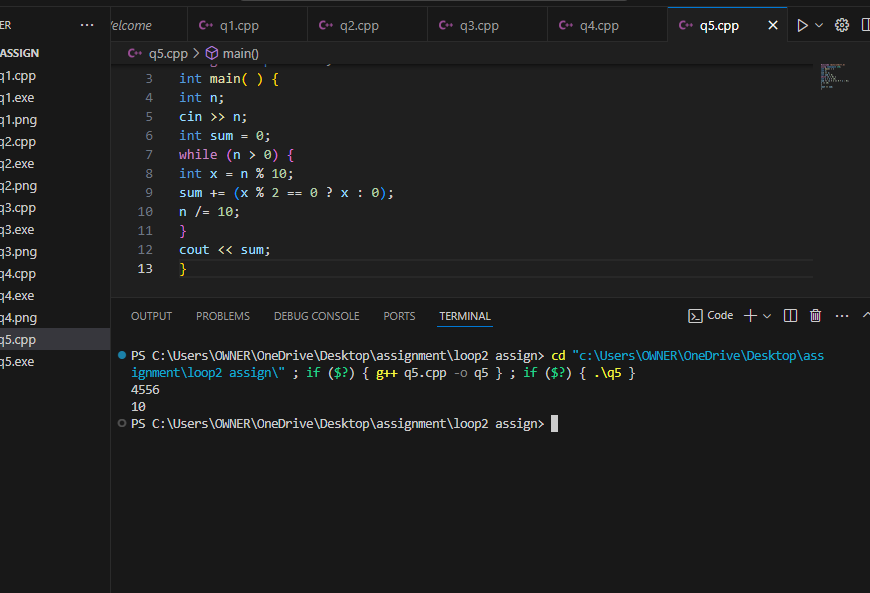 ER ... Welcome q1.cpp q2.cpp q3.cpp q4.cpp q5.cpp
q5.cpp > main()
ASSIGN
q1.cpp
q1.exe
q1.png
q2.cpp
q2.exe
q2.png
q3.cpp
q3.exe
q3.png
q4.cpp
q4.exe
q4.png
q5.cpp
q5.exe
3 int main( ) {
4 int n;
5 cin >> n;
6 int sum = 0;
7 while (n > 0) {
8 int x = n % 10;
9 sum += (x % 2 == 0 ? x : 0);
10 n /= 10;
11 }
12 cout << sum;
13 }
OUTPUT PROBLEMS DEBUG CONSOLE PORTS TERMINAL Code
PS C:\Users\OWNER\OneDrive\Desktop\assignment\loop2 assign> cd "c:\Users\OWNER\OneDrive\Desktop\ass
ignment\loop2 assign\" ; if ($?) { g++ q5.cpp -o q5 } ; if ($?) { .\q5 }
4556
10
PS C:\Users\OWNER\OneDrive\Desktop\assignment\loop2 assign>